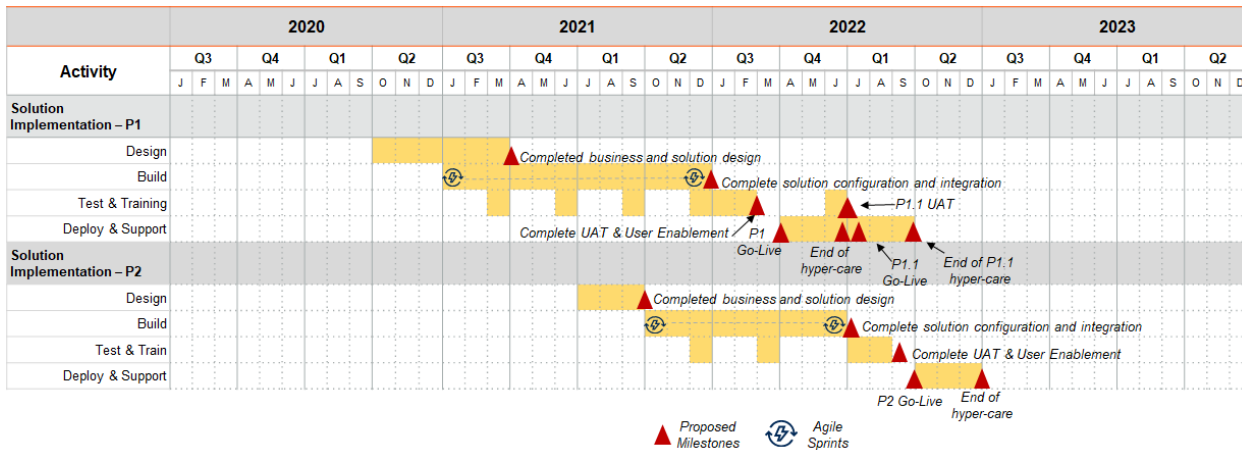 2020 2021 2022 2023
Activity
Q3 Q4 Q1 Q2 Q3 Q4 Q1 Q2 Q3 Q4 Q1 Q2 Q3 Q4 Q1 Q2
J F M A M J J A S O N D J F M A M J J A S O N D J F M A M J J A S O N D J F M A M J J A S O N D
Solution
Implementation – P1
Design
Completed business and solution design
Build
Complete solution configuration and integration
Test & Training
P1.1 UAT
Complete UAT & User Enablement
Deploy & Support
P1
Go-Live
End of
hyper-care
P1.1
Go-Live
End of P1.1
hyper-care
Solution
Implementation – P2
Design
Completed business and solution design
Build
Complete solution configuration and integration
Test & Train
Complete UAT & User Enablement
Deploy & Support
P2 Go-Live
End of
hyper-care
Proposed
Milestones
Agile
Sprints